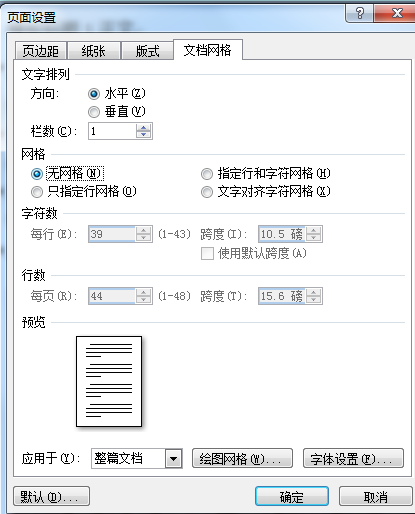 页面设置
页边距 纸张 版式 文档网格
文字排列
方向: 水平(Z)
垂直(V)
栏数(C): 1
网格
无网格(N) 指定行和字符网格(H)
只指定行网格(O) 文字对齐字符网格(X)
字符数
每行(E): 39 (1-43) 跨度(I): 10.5 磅
使用默认跨度(A)
行数
每页(R): 44 (1-48) 跨度(T): 15.6 磅
预览
应用于(Y): 整篇文档 绘图网格(W)... 字体设置(F)...
默认(D)... 确定 取消